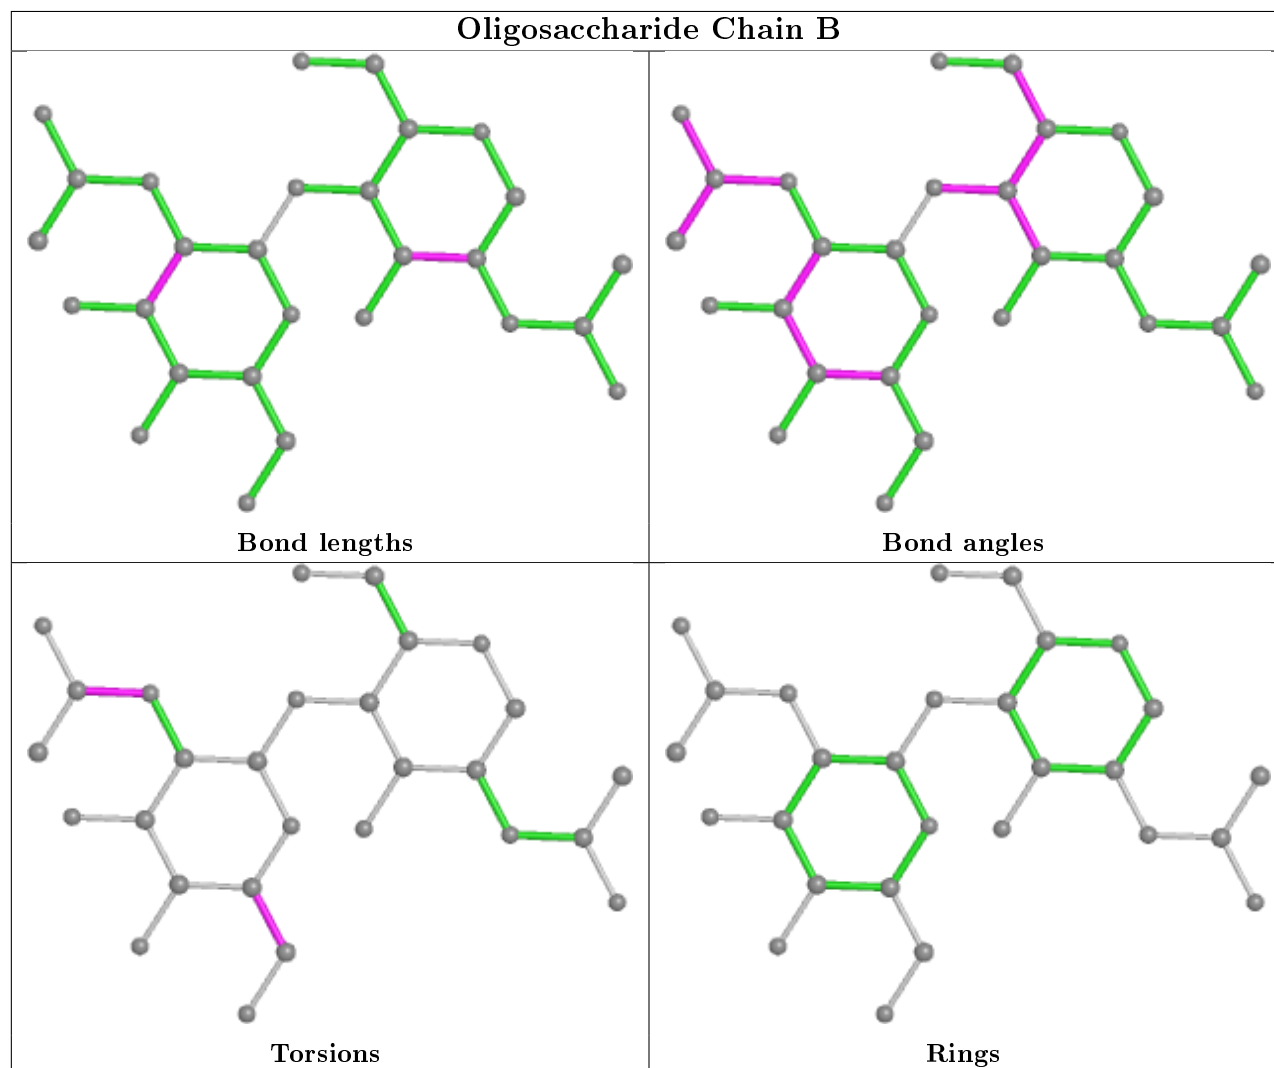 Oligosaccharide Chain B
Bond lengths
Bond angles
Torsions
Rings